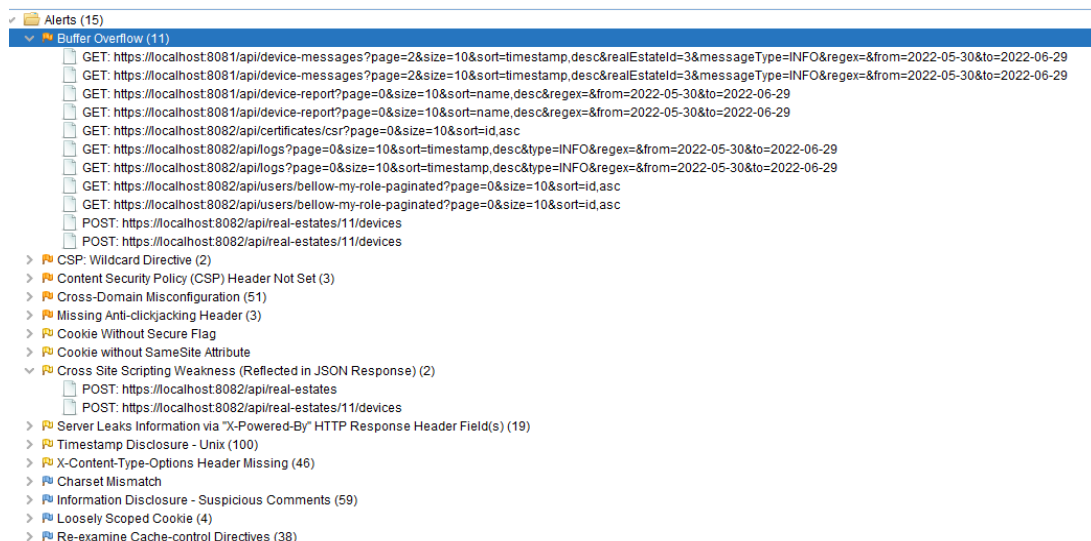 Alerts (15)
Buffer Overflow (11)
GET: https://localhost:8081/api/device-messages?page=2&size=10&sort=timestamp,desc&realEstateId=3&messageType=INFO&regex=&from=2022-05-30&to=2022-06-29
GET: https://localhost:8081/api/device-messages?page=2&size=10&sort=timestamp,desc&realEstateId=3&messageType=INFO&regex=&from=2022-05-30&to=2022-06-29
GET: https://localhost:8081/api/device-report?page=0&size=10&sort=name,desc&regex=&from=2022-05-30&to=2022-06-29
GET: https://localhost:8081/api/device-report?page=0&size=10&sort=name,desc&regex=&from=2022-05-30&to=2022-06-29
GET: https://localhost:8082/api/certificates/csr?page=0&size=10&sort=id,asc
GET: https://localhost:8082/api/logs?page=0&size=10&sort=timestamp,desc&type=INFO&regex=&from=2022-05-30&to=2022-06-29
GET: https://localhost:8082/api/logs?page=0&size=10&sort=timestamp,desc&type=INFO&regex=&from=2022-05-30&to=2022-06-29
GET: https://localhost:8082/api/users/bellow-my-role-paginated?page=0&size=10&sort=id,asc
GET: https://localhost:8082/api/users/bellow-my-role-paginated?page=0&size=10&sort=id,asc
POST: https://localhost:8082/api/real-estates/11/devices
POST: https://localhost:8082/api/real-estates/11/devices
CSP: Wildcard Directive (2)
Content Security Policy (CSP) Header Not Set (3)
Cross-Domain Misconfiguration (51)
Missing Anti-clickjacking Header (3)
Cookie Without Secure Flag
Cookie without SameSite Attribute
Cross Site Scripting Weakness (Reflected in JSON Response) (2)
POST: https://localhost:8082/api/real-estates
POST: https://localhost:8082/api/real-estates/11/devices
Server Leaks Information via "X-Powered-By" HTTP Response Header Field(s) (19)
Timestamp Disclosure - Unix (100)
X-Content-Type-Options Header Missing (46)
Charset Mismatch
Information Disclosure - Suspicious Comments (59)
Loosely Scoped Cookie (4)
Re-examine Cache-control Directives (38)